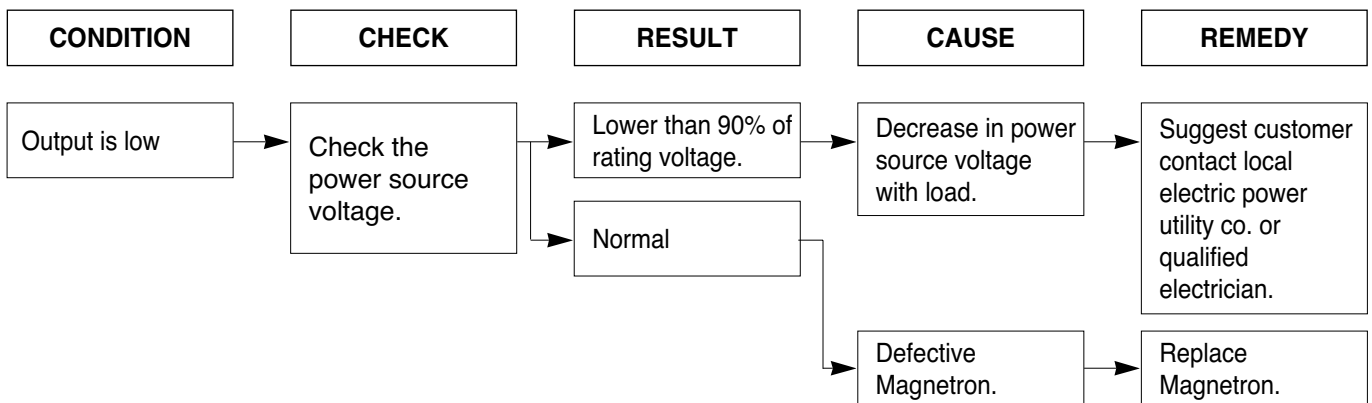 CONDITION
CHECK
RESULT
CAUSE
REMEDY
Output is low
Check the
power source
voltage.
Lower than 90% of
rating voltage.
Decrease in power
source voltage
with load.
Suggest customer
contact local
electric power
utility co. or
qualified
electrician.
Normal
Defective
Magnetron.
Replace
Magnetron.